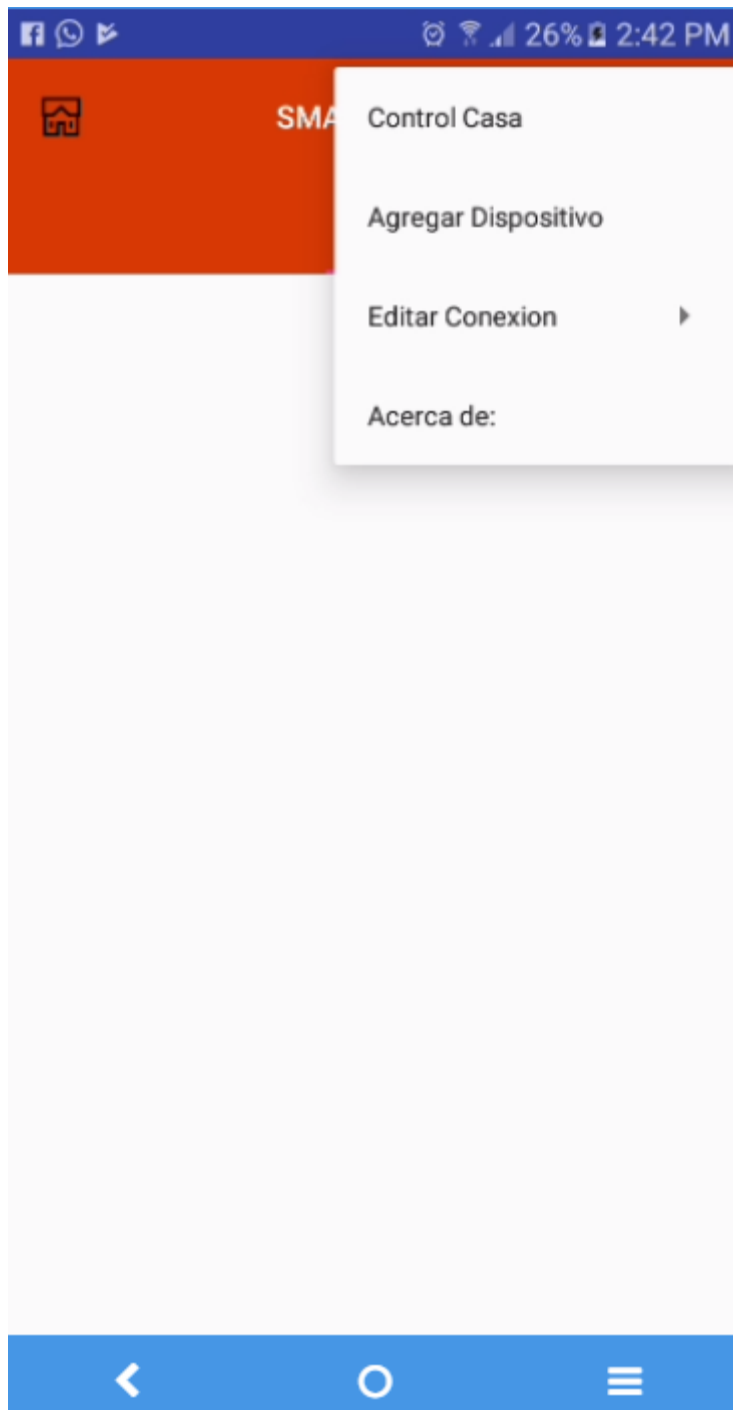 26% 2:42 PM
SMA
Control Casa
Agregar Dispositivo
Editar Conexion
Acerca de: